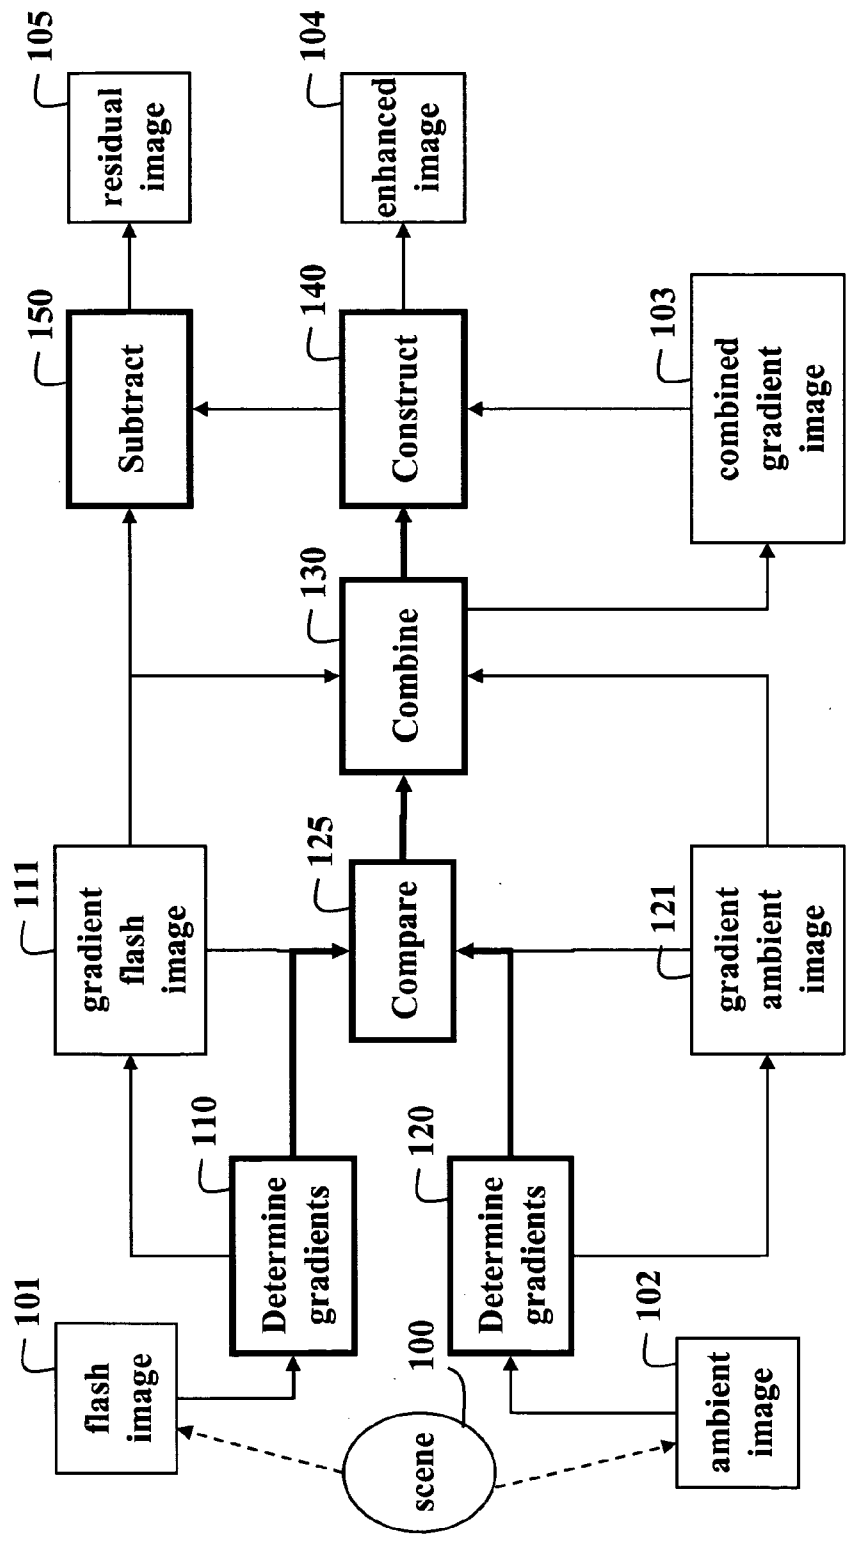 101
flash
image
111
gradient
flash
image
150
Subtract
105
residual
image
110
Determine
gradients
100
scene
125
Compare
130
Combine
140
Construct
104
enhanced
image
120
Determine
gradients
102
ambient
image
121
gradient
ambient
image
103
combined
gradient
image